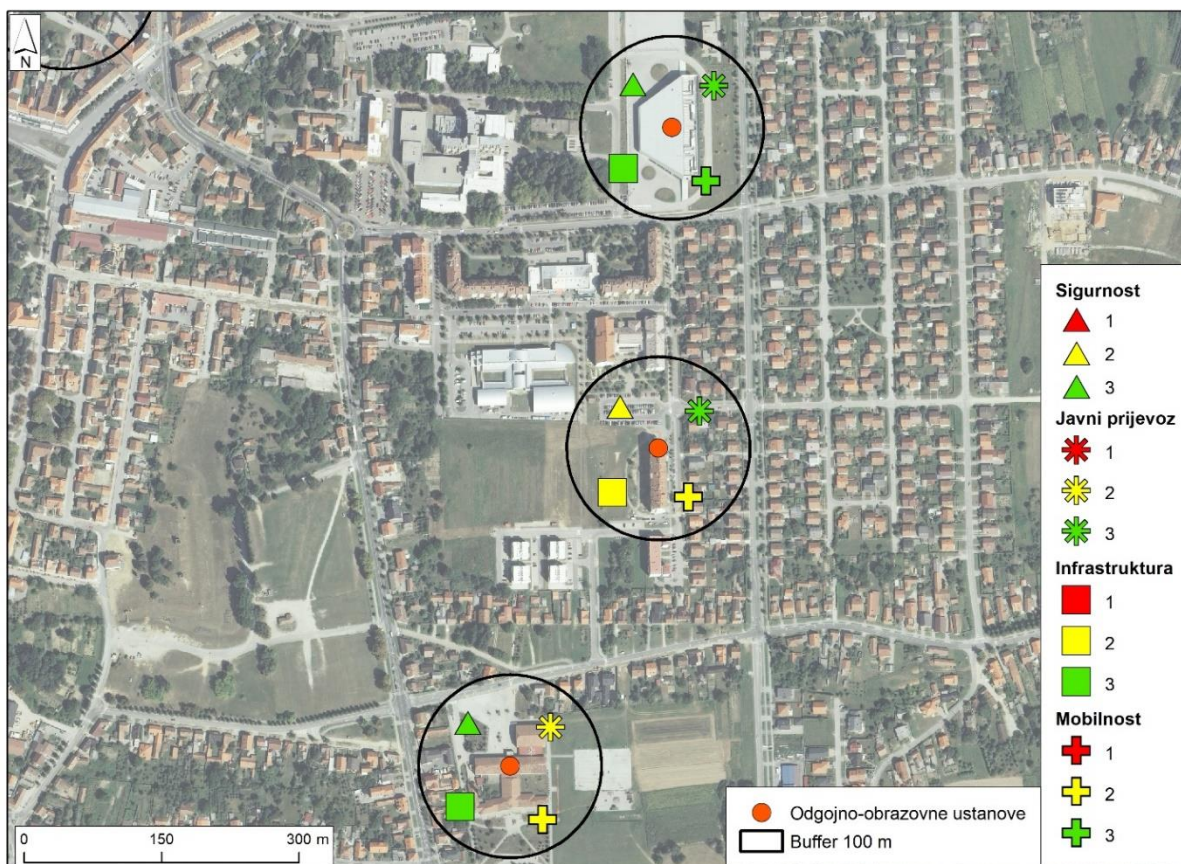 N
Sigurnost
1
2
3
Javni prijevoz
1
2
3
Infrastruktura
1
2
3
Mobilnost
1
2
3
Odgojno-obrazovne ustanove
Buffer 100 m
0 150 300 m